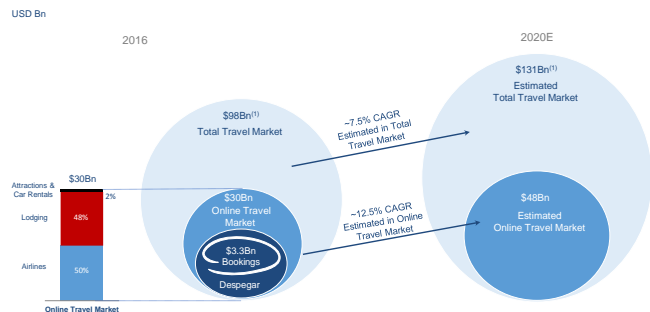 USD Bn
2016
2020E
$131Bn(1)
Estimated
Total Travel Market
$98Bn(1)
Total Travel Market
~7.5% CAGR
Estimated in Total
Travel Market
$30Bn
Attractions &
Car Rentals
2%
Lodging
48%
Airlines
50%
Online Travel Market
$30Bn
Online Travel
Market
$3.3Bn
Bookings
Despegar
~12.5% CAGR
Estimated in Online
Travel Market
$48Bn
Estimated
Online Travel Market